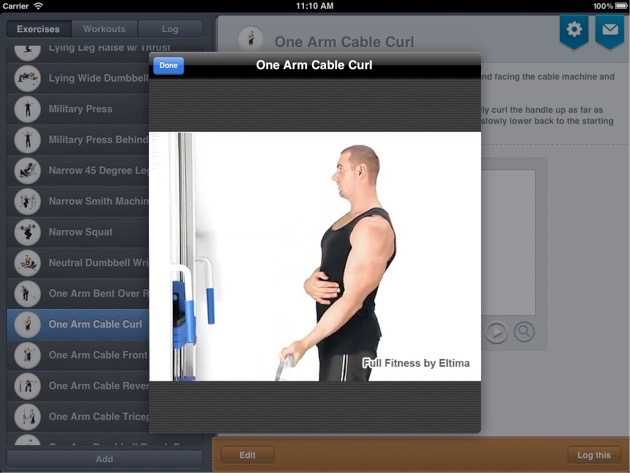 Carrier
11:10 AM
100%
Exercises
Workouts
Log
Lying Leg Raise w/ Thrust
Lying Wide Dumbbell
Military Press
Military Press Behind
Narrow 45 Degree Leg
Narrow Smith Machin
Narrow Squat
Neutral Dumbbell Wri
One Arm Bent Over R
One Arm Cable Curl
One Arm Cable Front
One Arm Cable Rever
One Arm Cable Tricep
Add
One Arm Cable Curl
nd facing the cable machine and
ly curl the handle up as far as
slowly lower back to the starting
Done
One Arm Cable Curl
Full Fitness by Eltima
Edit
Log this